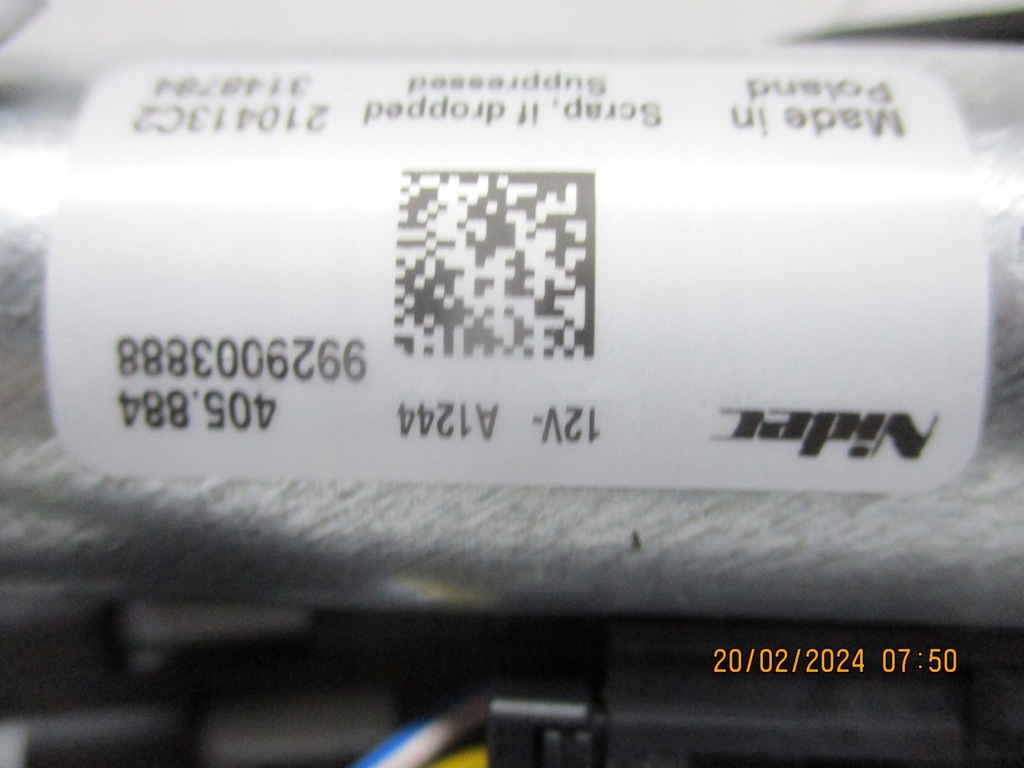 Nidec 12V- A1244 405.884
9929003888
Made in Scrap, if dropped 210413C2
Poland Suppressed
20/02/2024 07:50